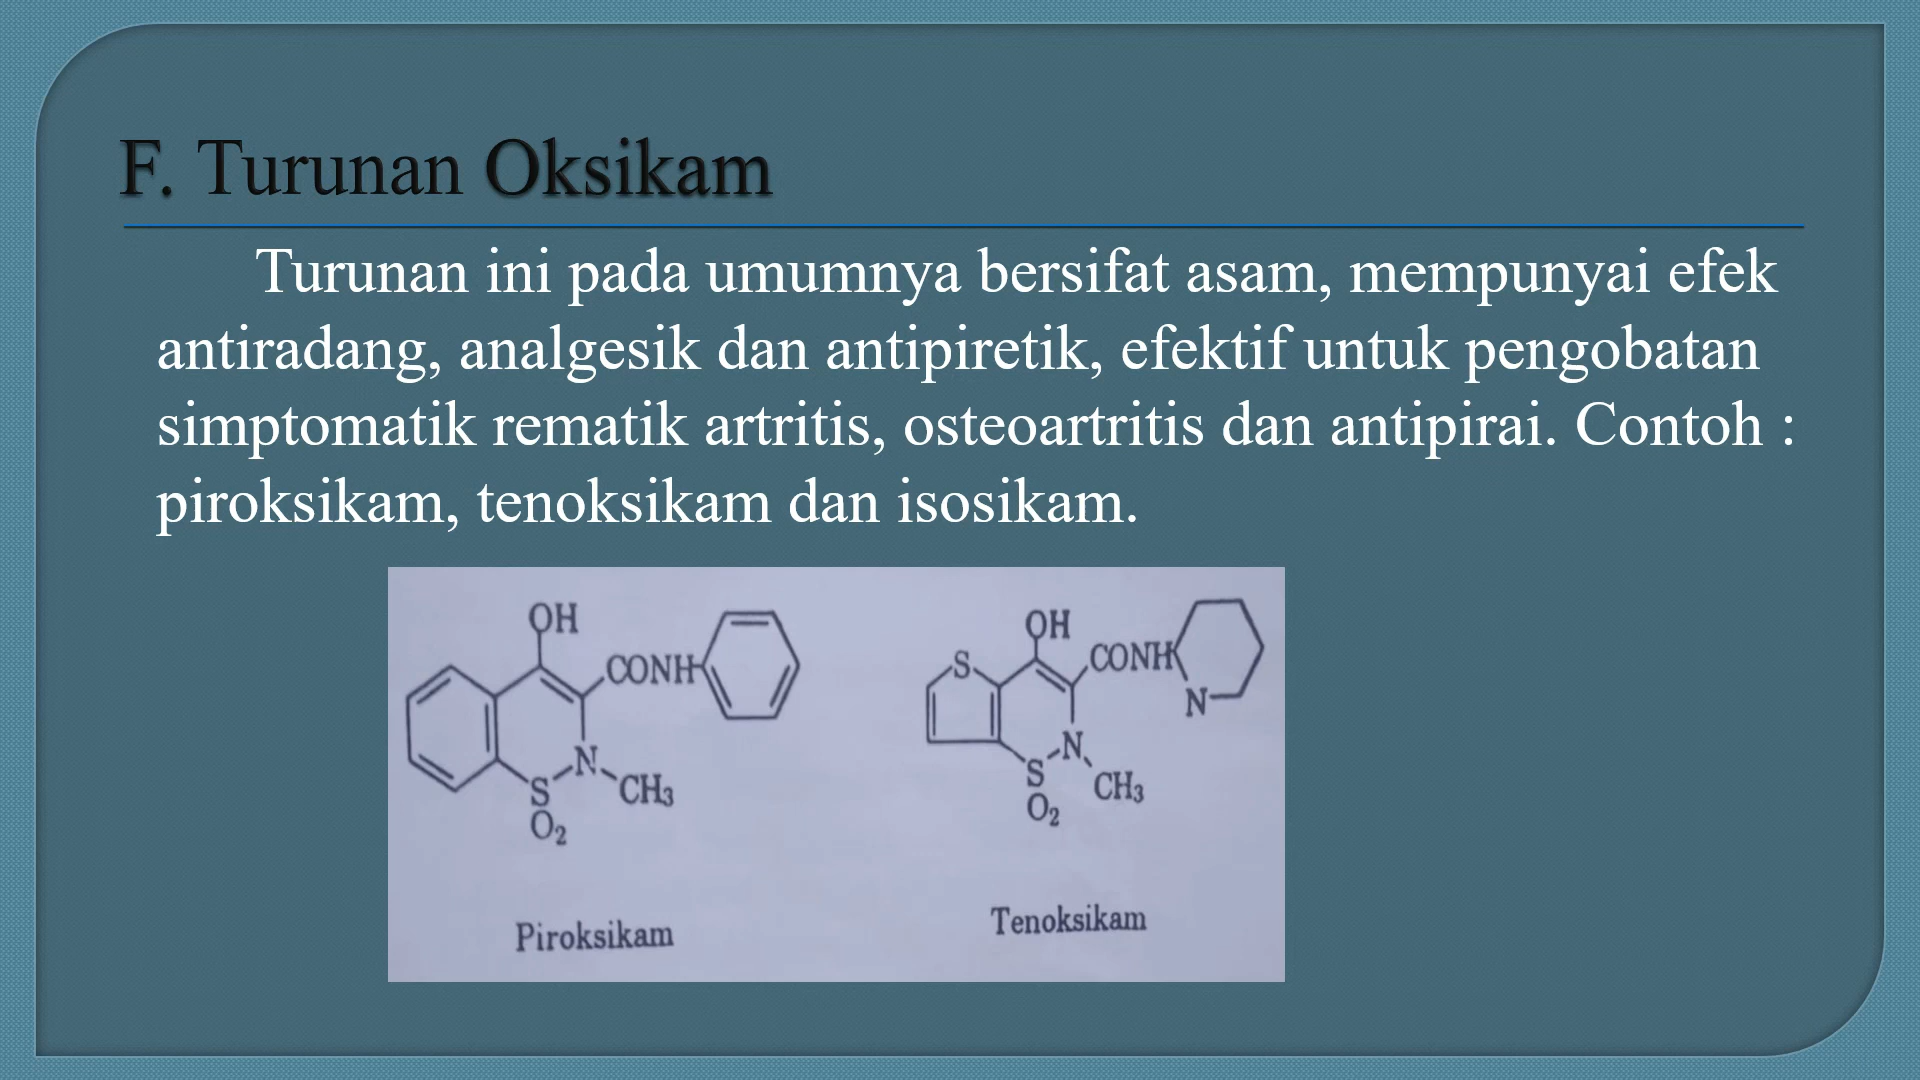 F. Turunan Oksikam
Turunan ini pada umumnya bersifat asam, mempunyai efek
antiradang, analgesik dan antipiretik, efektif untuk pengobatan
simptomatik rematik artritis, osteoartritis dan antipirai. Contoh :
piroksikam, tenoksikam dan isosikam.
OH
CONH
N
CH3
S
O2
Piroksikam
OH
S
CONH
N
N
S
CH3
O2
Tenoksikam